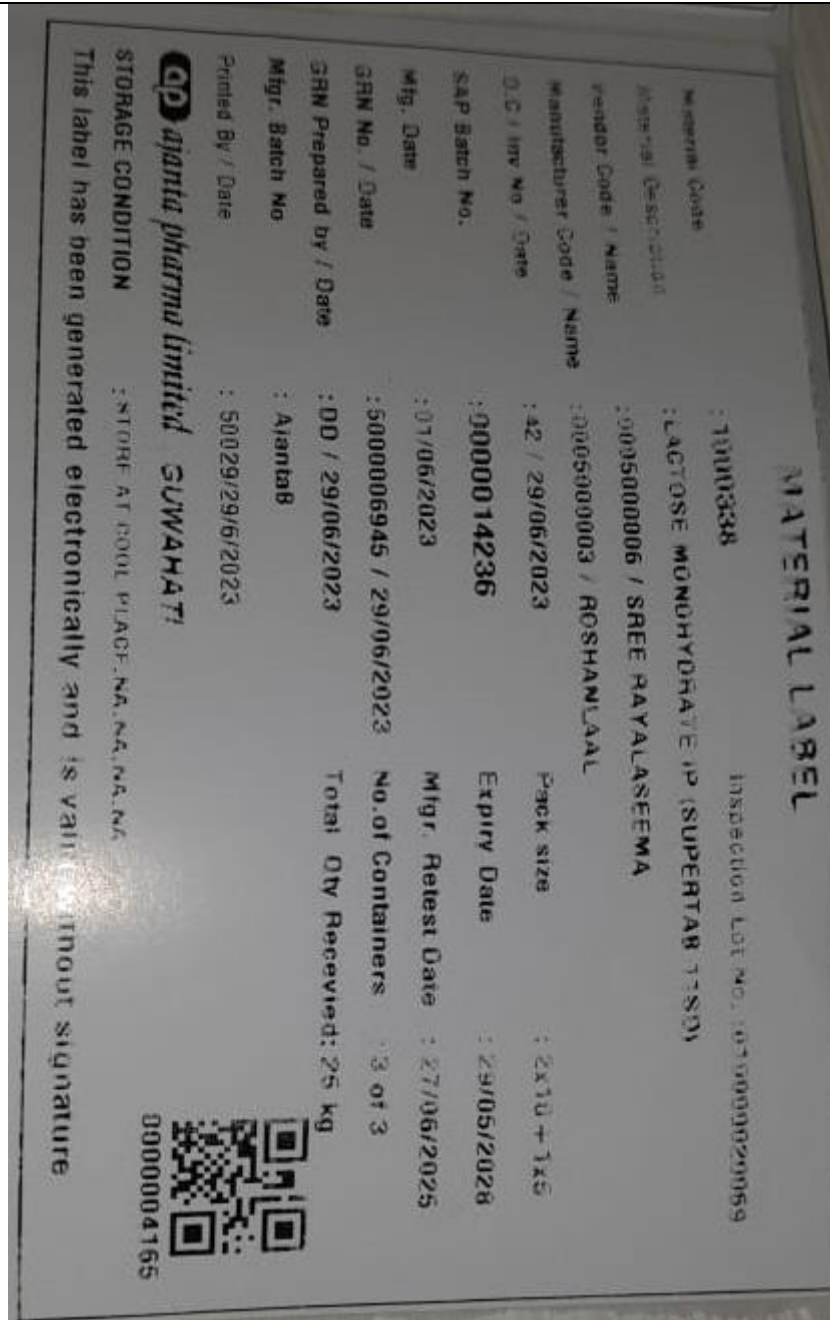 MATERIAL LABEL
Material Code : 1000338 Inspection Lot No. :
Material Description : LACTOSE MONOHYDRATE IP (SUPERTAB 11SD)
Vendor Code / Name : 0005000006 / SREE RAYALASEEMA
Manufacturer Code / Name : 0005000003 / ROSHANLAAL
D.C / Inv No / Date : 42 / 29/06/2023 Pack size : 2x10 + 1x5
SAP Batch No. : 0000014236 Expiry Date : 29/05/2028
Mfg. Date : 01/06/2023 Mfgr. Retest Date : 27/06/2025
GRN No. / Date : 5000006945 / 29/06/2023 No.of Containers : 3 of 3
GRN Prepared by / Date : DD / 29/06/2023 Total Qty Recevied: 25 kg
Mfgr. Batch No : AjantaB
Printed By / Date : 50029/29/6/2023
ap ajanta pharma limited GUWAHATI
0000004165
STORAGE CONDITION : STORE AT COOL PLACE,NA,NA,NA,NA
This label has been generated electronically and is valid without signature